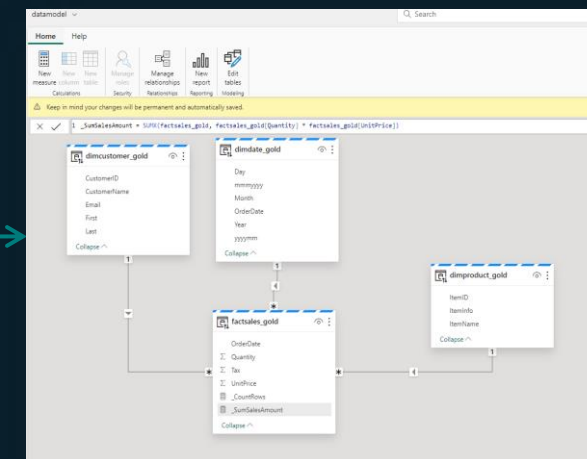 datamodel
Search
Home Help
New measure
New column
New table
Manage roles
Manage relationships
New report
Edit tables
Calculations
Security
Relationships
Reporting
Modeling
Keep in mind your changes will be permanent and automatically saved.
1 _SumSalesAmount = SUMX(factsales_gold, factsales_gold[Quantity] * factsales_gold[UnitPrice])
dimcustomer_gold
CustomerID
CustomerName
Email
First
Last
Collapse
dimdate_gold
Day
mmmyyyy
Month
OrderDate
Year
yyyymm
Collapse
dimproduct_gold
ItemID
ItemInfo
ItemName
Collapse
1
1
1
*
*
*
factsales_gold
OrderDate
Σ Quantity
Σ Tax
Σ UnitPrice
_CountRows
_SumSalesAmount
Collapse